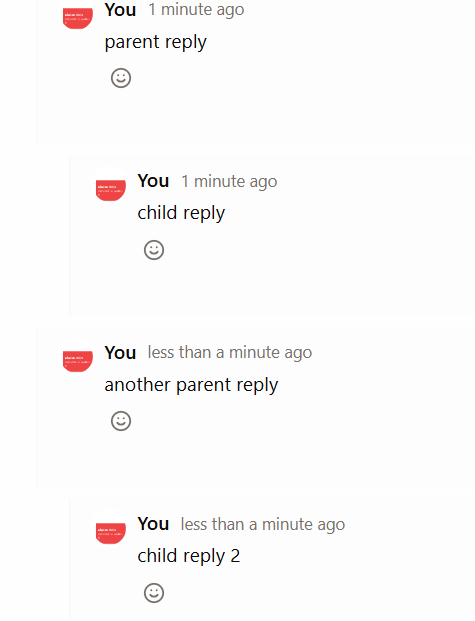 You 1 minute ago
parent reply
You 1 minute ago
child reply
You less than a minute ago
another parent reply
You less than a minute ago
child reply 2